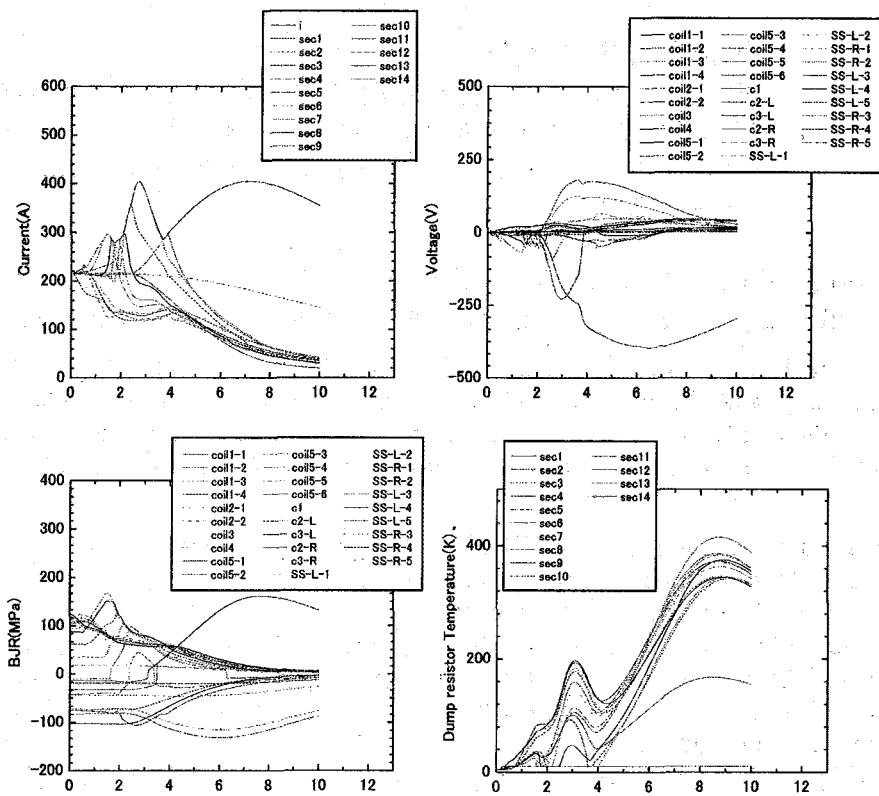 i sec10
sec1 sec11
sec2 sec12
sec3 sec13
sec4 sec14
sec5
sec6
sec7
sec8
sec9
600
500
400
300
200
100
0
Current(A)
0 2 4 6 8 10 12
coil1-1 coil5-3 SS-L-2
coil1-2 coil5-4 SS-R-1
coil1-3 coil5-5 SS-R-2
coil1-4 coil5-6 SS-L-3
coil2-1 c1 SS-L-4
coil2-2 c2-L SS-L-5
coil3 c3-L SS-R-3
coil4 c2-R SS-R-4
coil5-1 c3-R SS-R-5
coil5-2 SS-L-1
500
250
0
-250
-500
Voltage(V)
0 2 4 6 8 10 12
coil1-1 coil5-3 SS-L-2
coil1-2 coil5-4 SS-R-1
coil1-3 coil5-5 SS-R-2
coil1-4 coil5-6 SS-L-3
coil2-1 c1 SS-L-4
coil2-2 c2-L SS-L-5
coil3 c3-L SS-R-3
coil4 c2-R SS-R-4
coil5-1 c3-R SS-R-5
coil5-2 SS-L-1
400
300
200
100
0
-100
-200
BJR(MPa)
0 2 4 6 8 10 12
sec1 sec11
sec2 sec12
sec3 sec13
sec4 sec14
sec5
sec6
sec7
sec8
sec9
sec10
400
200
0
Dump resistor Temperature(K)
0 2 4 6 8 10 12